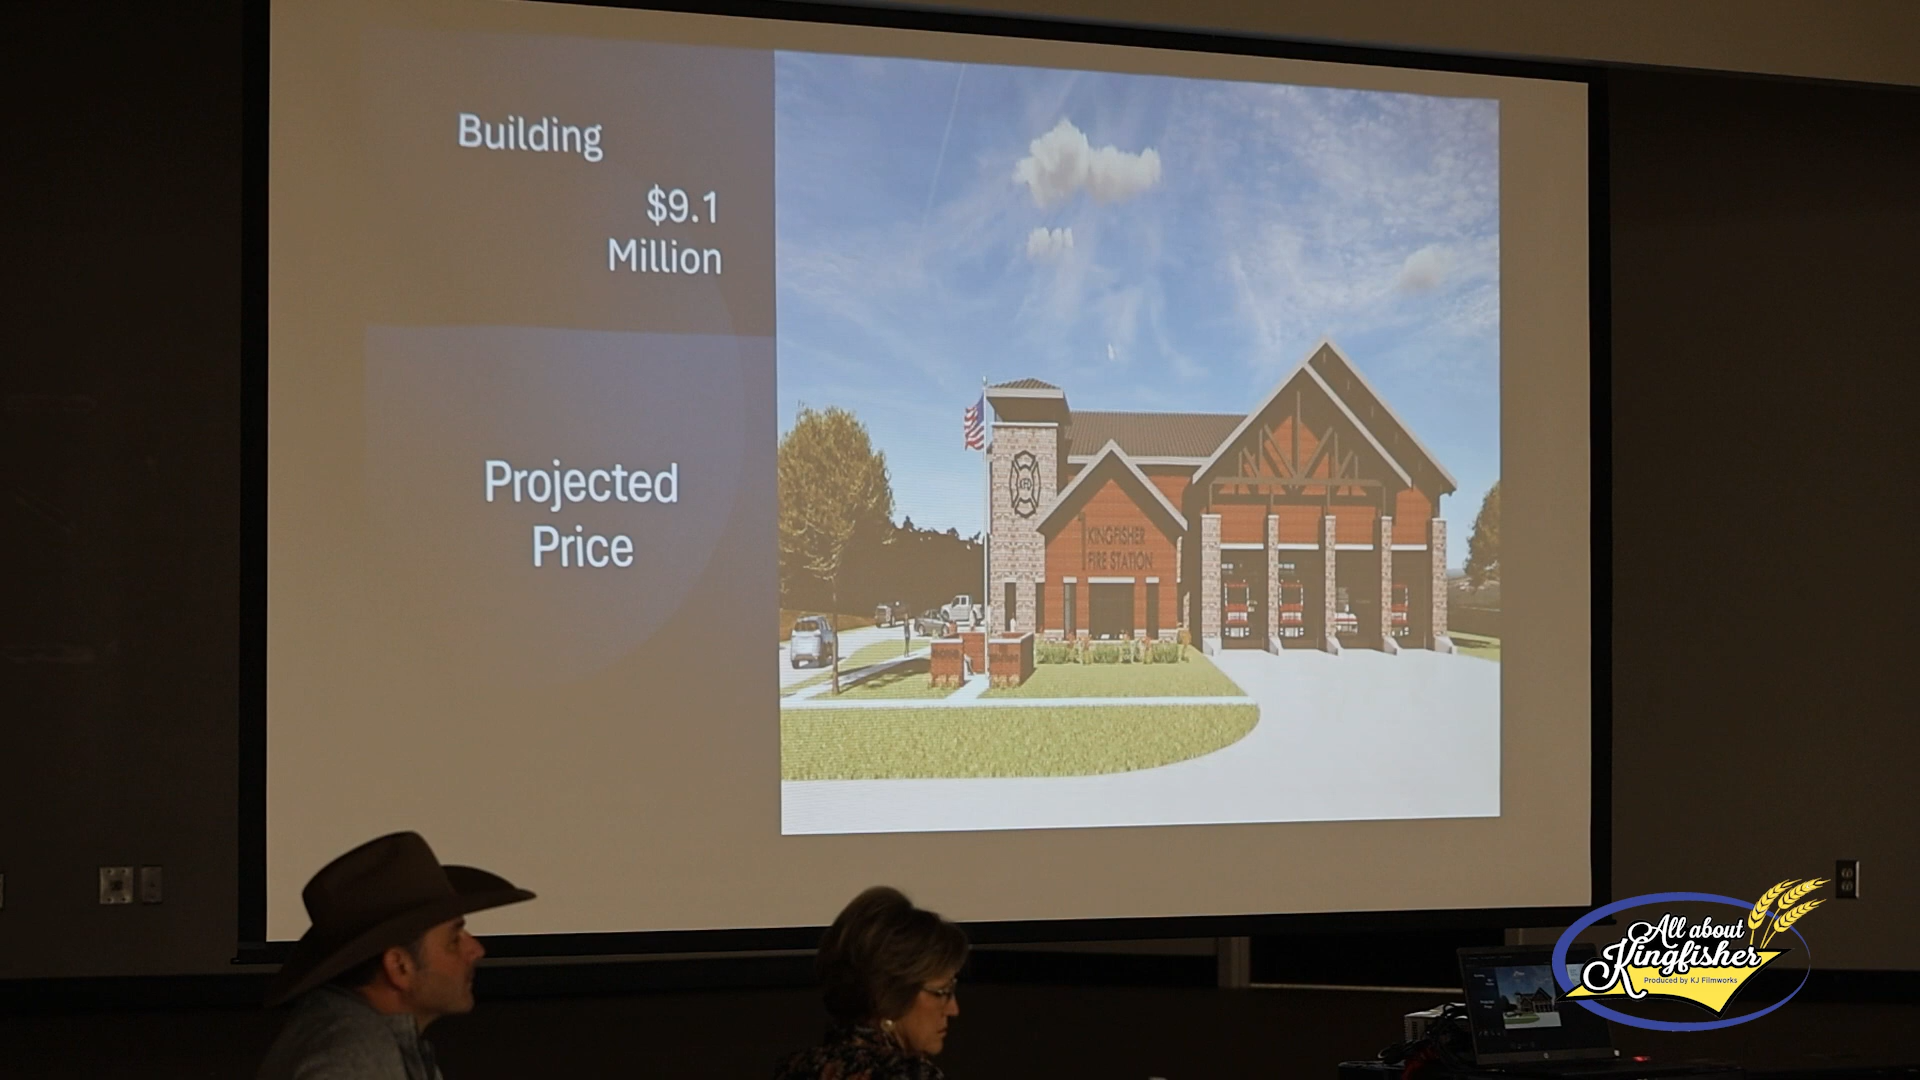 Building
$9.1
Million
Projected
Price
KINGFISHER
FIRE STATION
All about
Kingfisher
Produced by KJ Filmworks